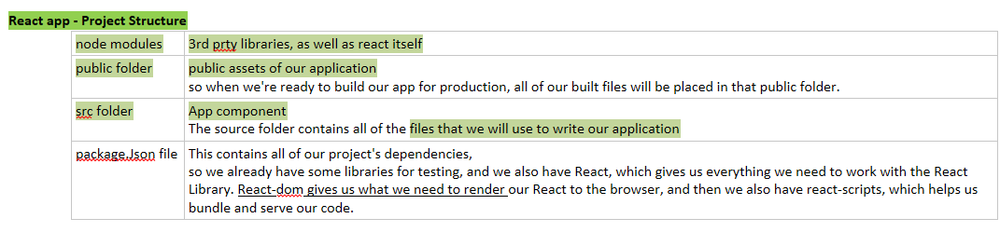 React app - Project Structure
node modules 3rd prty libraries, as well as react itself
public folder public assets of our application
so when we're ready to build our app for production, all of our built files will be placed in that public folder.
src folder App component
The source folder contains all of the files that we will use to write our application
package.Json file This contains all of our project's dependencies,
so we already have some libraries for testing, and we also have React, which gives us everything we need to work with the React
Library. React-dom gives us what we need to render our React to the browser, and then we also have react-scripts, which helps us
bundle and serve our code.